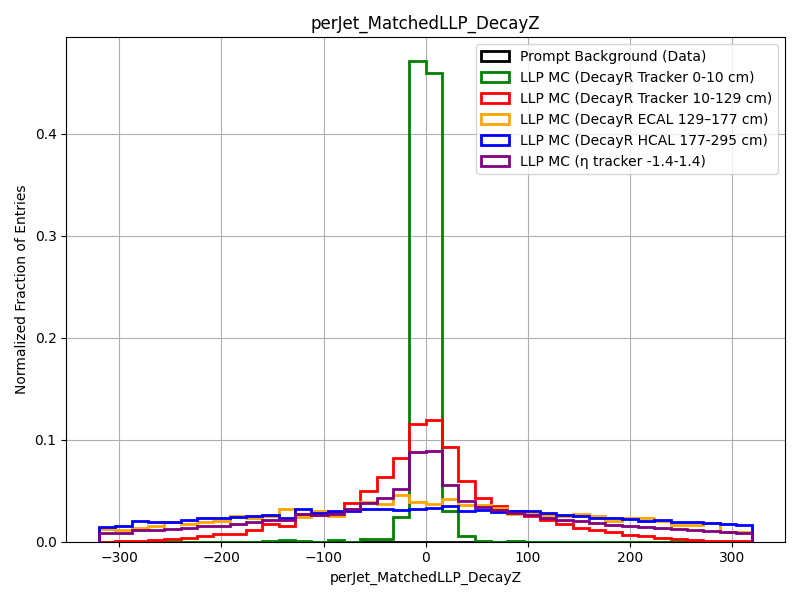 perJet_MatchedLLP_DecayZ
Prompt Background (Data)
LLP MC (DecayR Tracker 0-10 cm)
LLP MC (DecayR Tracker 10-129 cm)
LLP MC (DecayR ECAL 129–177 cm)
LLP MC (DecayR HCAL 177-295 cm)
LLP MC (η tracker -1.4-1.4)
Normalized Fraction of Entries
0.4
0.3
0.2
0.1
0.0
−300 −200 −100 0 100 200 300
perJet_MatchedLLP_DecayZ